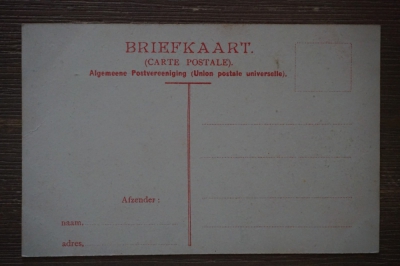 BRIEFKAART.
(CARTE POSTALE).
Algemeene Postvereeniging (Union postale universelle).
Afzender :
naam.
adres.